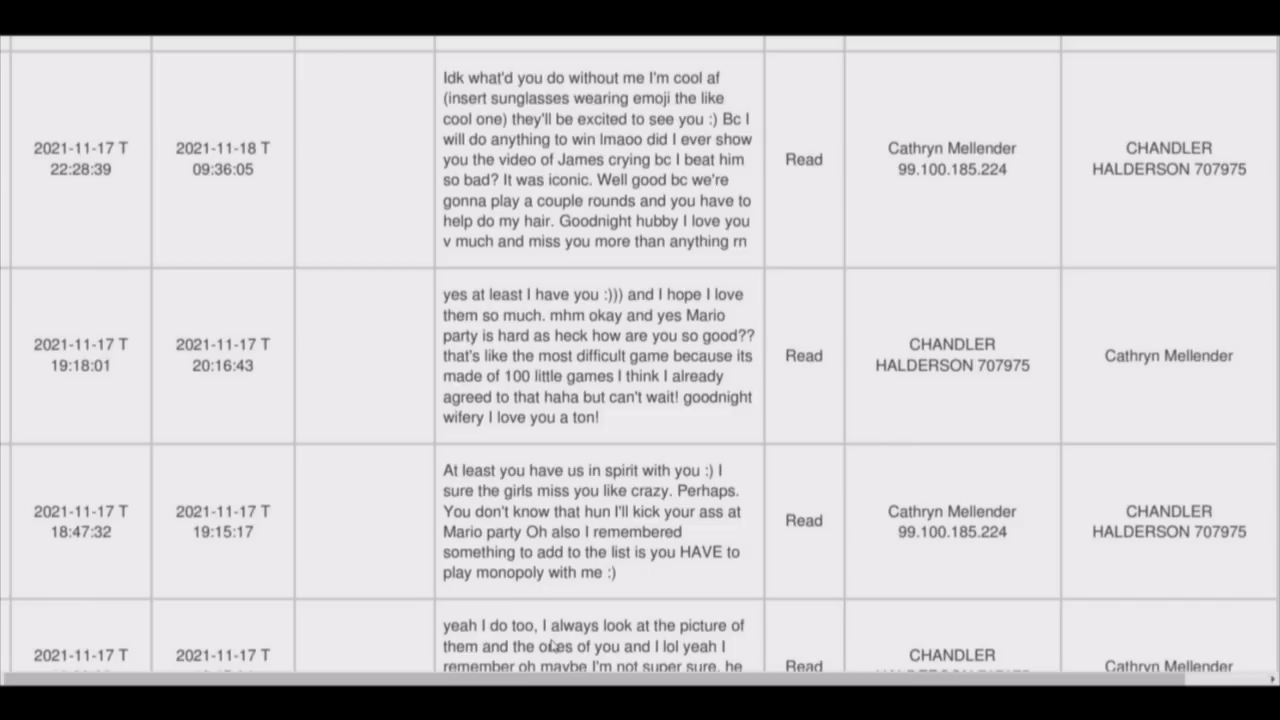 2021-11-17 T
22:28:39
2021-11-18 T
09:36:05
Idk what'd you do without me I'm cool af
(insert sunglasses wearing emoji the like
cool one) they'll be excited to see you :) Bc I
will do anything to win lmaoo did I ever show
you the video of James crying bc I beat him
so bad? It was iconic. Well good bc we're
gonna play a couple rounds and you have to
help do my hair. Goodnight hubby I love you
v much and miss you more than anything rn
Read
Cathryn Mellender
99.100.185.224
CHANDLER
HALDERSON 707975
2021-11-17 T
19:18:01
2021-11-17 T
20:16:43
yes at least I have you :))) and I hope I love
them so much. mhm okay and yes Mario
party is hard as heck how are you so good??
that's like the most difficult game because its
made of 100 little games I think I already
agreed to that haha but can't wait! goodnight
wifery I love you a ton!
Read
CHANDLER
HALDERSON 707975
Cathryn Mellender
2021-11-17 T
18:47:32
2021-11-17 T
19:15:17
At least you have us in spirit with you :) I
sure the girls miss you like crazy. Perhaps.
You don't know that hun I'll kick your ass at
Mario party Oh also I remembered
something to add to the list is you HAVE to
play monopoly with me :)
Read
Cathryn Mellender
99.100.185.224
CHANDLER
HALDERSON 707975
2021-11-17 T
2021-11-17 T
yeah I do too, I always look at the picture of
them and the ones of you and I lol yeah I
remember oh maybe I'm not super sure. he
Read
CHANDLER
Cathryn Mellender